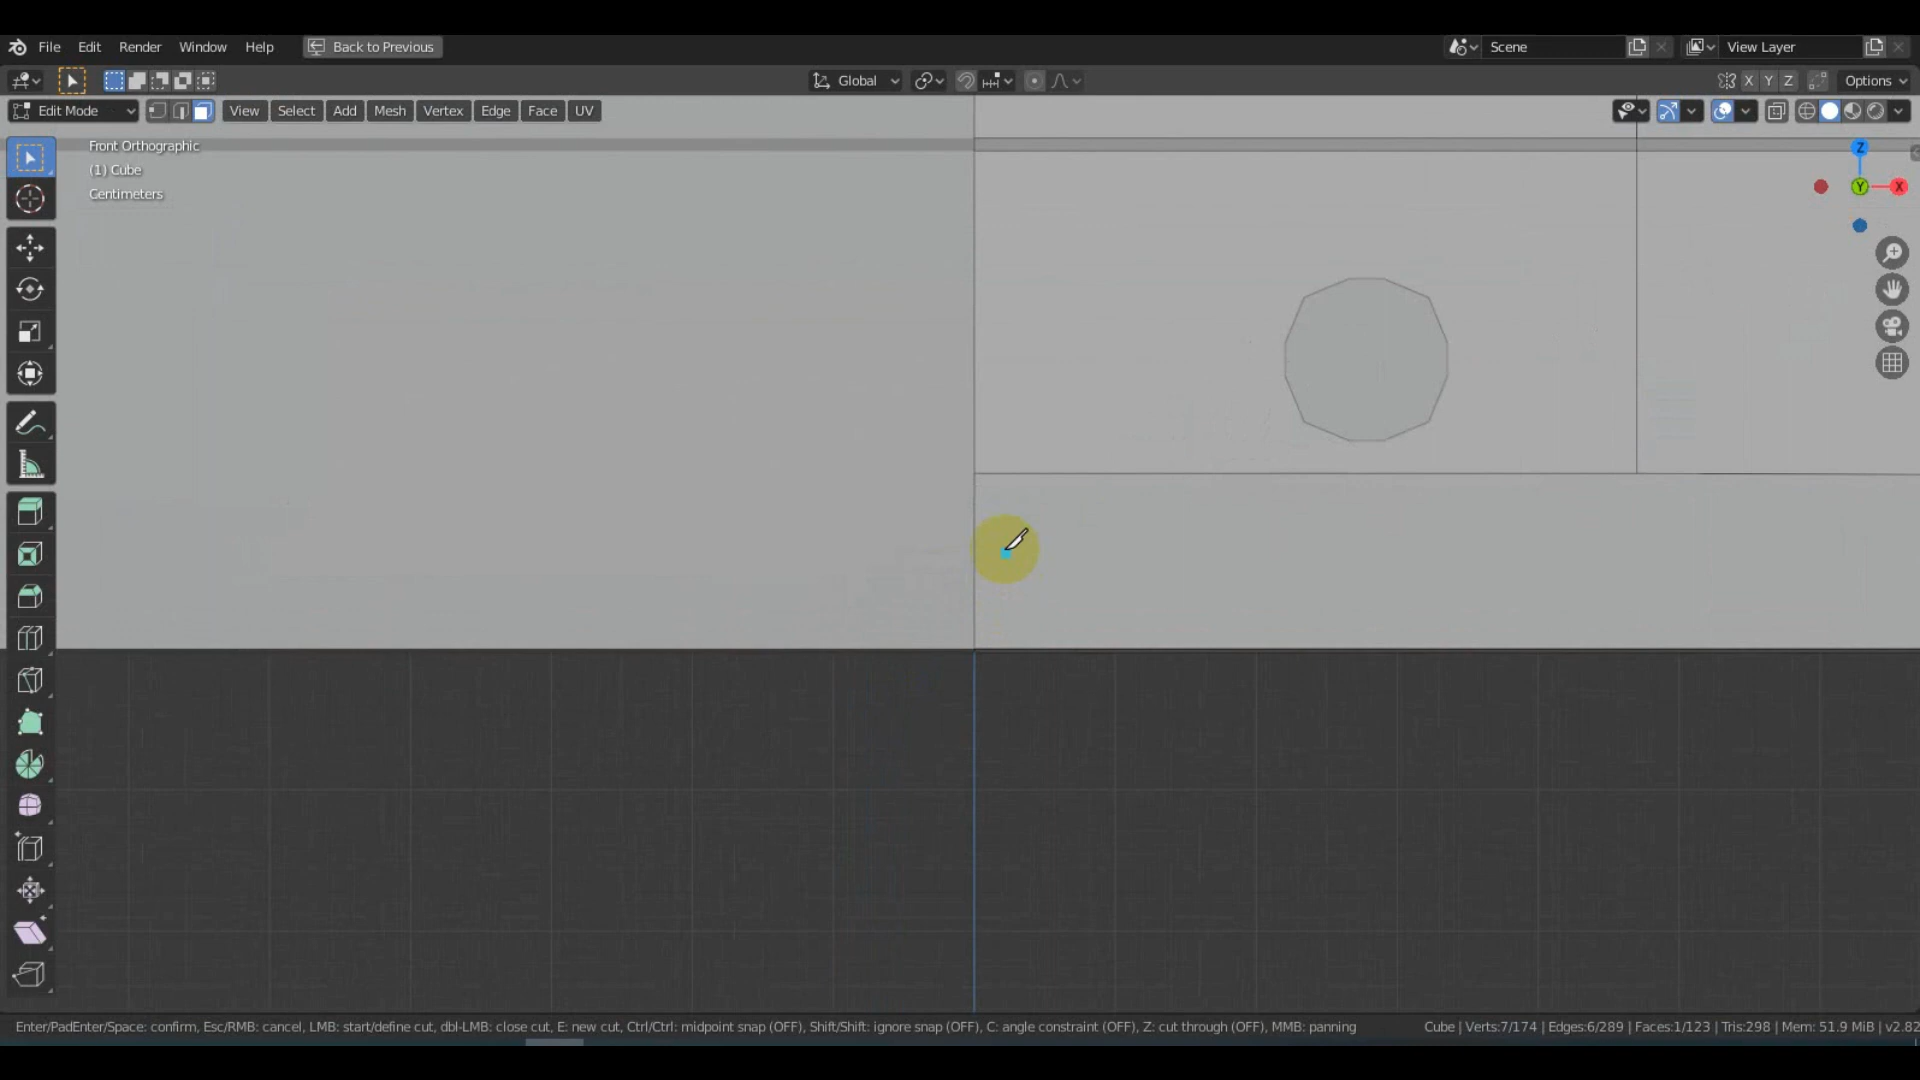 File Edit Render Window Help Back to Previous Scene View Layer
Global X Y Z Options
Edit Mode View Select Add Mesh Vertex Edge Face UV
Front Orthographic
(1) Cube
Centimeters
Z
Y X
Enter/PadEnter/Space: confirm, Esc/RMB: cancel, LMB: start/define cut, dbl-LMB: close cut, E: new cut, Ctrl/Ctrl: midpoint snap (OFF), Shift/Shift: ignore snap (OFF), C: angle constraint (OFF), Z: cut through (OFF), MMB: panning Cube | Verts:7/174 | Edges:6/289 | Faces:1/123 | Tris:298 | Mem: 51.9 MiB | v2.82